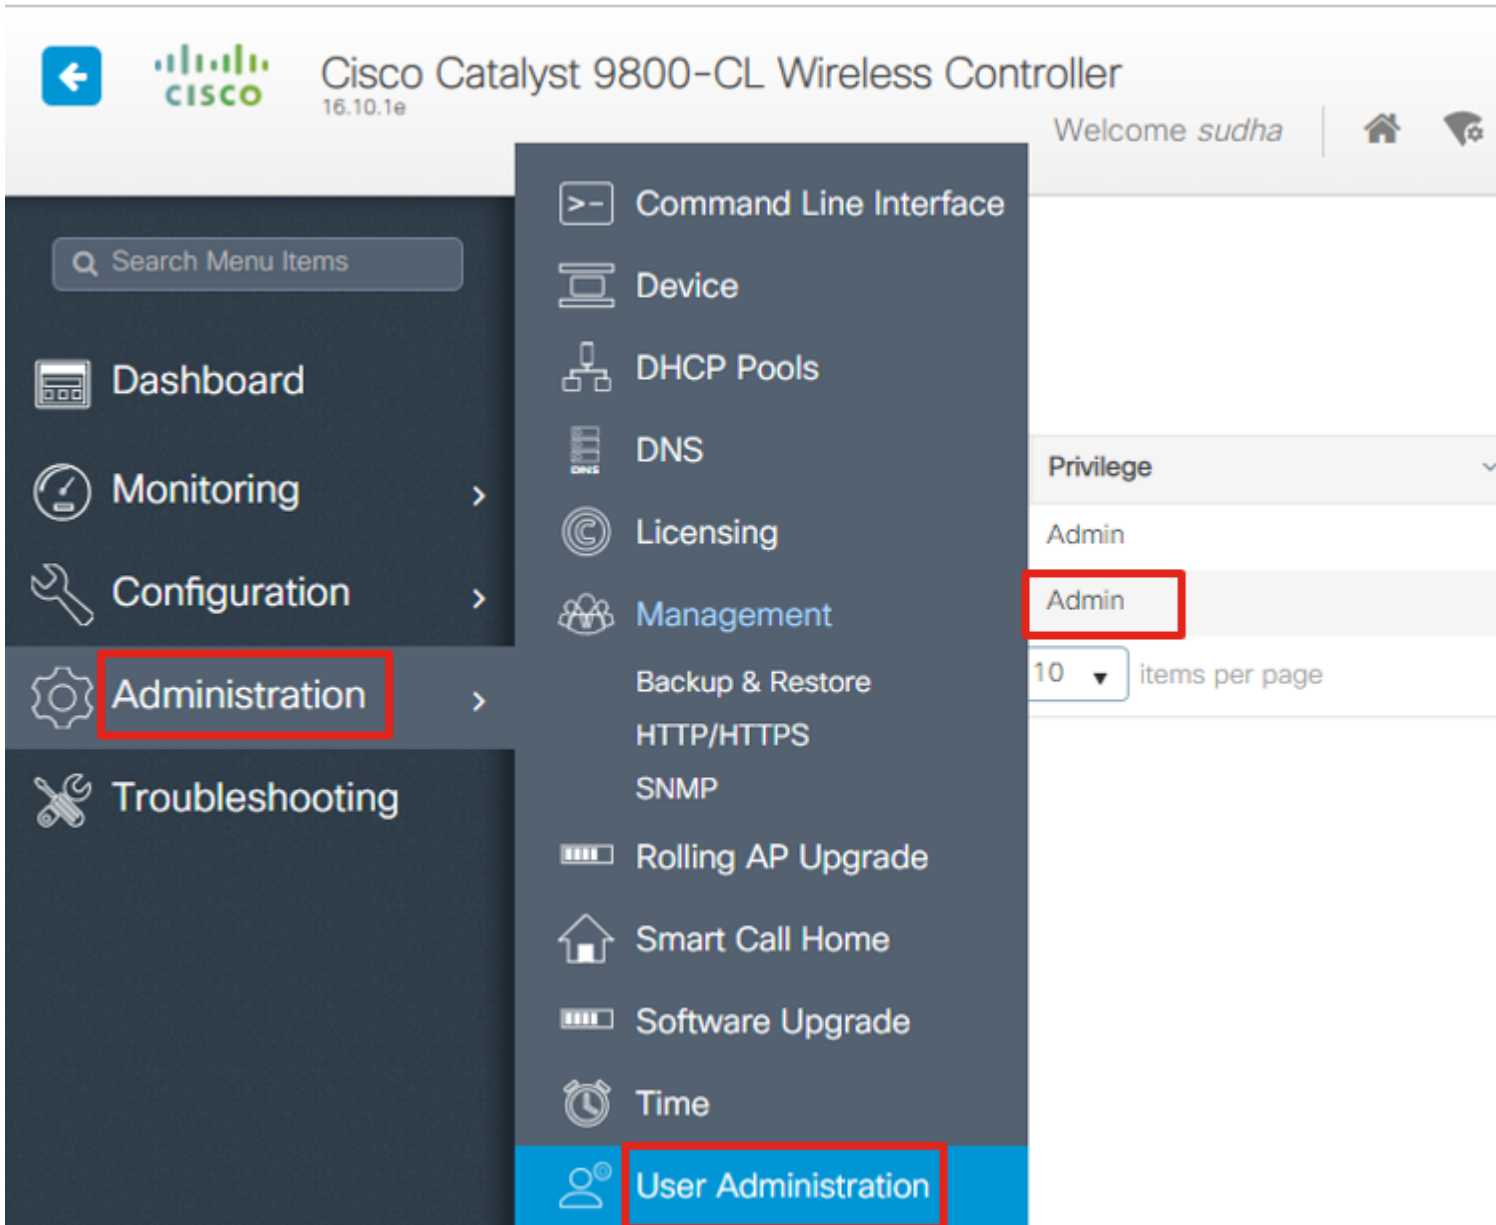 CISCO
Cisco Catalyst 9800-CL Wireless Controller
16.10.1e
Welcome sudha
Search Menu Items
Dashboard
Monitoring
Configuration
Administration
Troubleshooting
>-
Command Line Interface
Device
DHCP Pools
DNS
DNS
Licensing
Management
Backup & Restore
HTTP/HTTPS
SNMP
Rolling AP Upgrade
Smart Call Home
Software Upgrade
Time
User Administration
Privilege
Admin
Admin
10
items per page